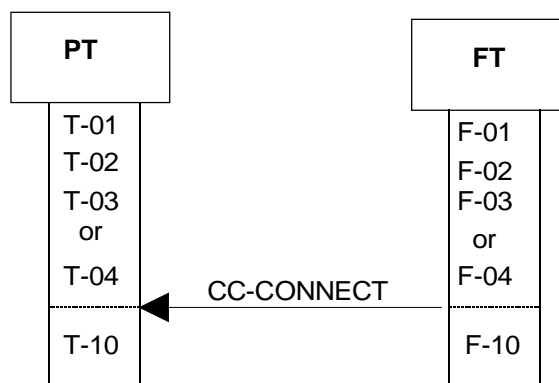 PT
FT
T-01
F-01
T-02
F-02
T-03
F-03
or
or
T-04
F-04
CC-CONNECT
T-10
F-10